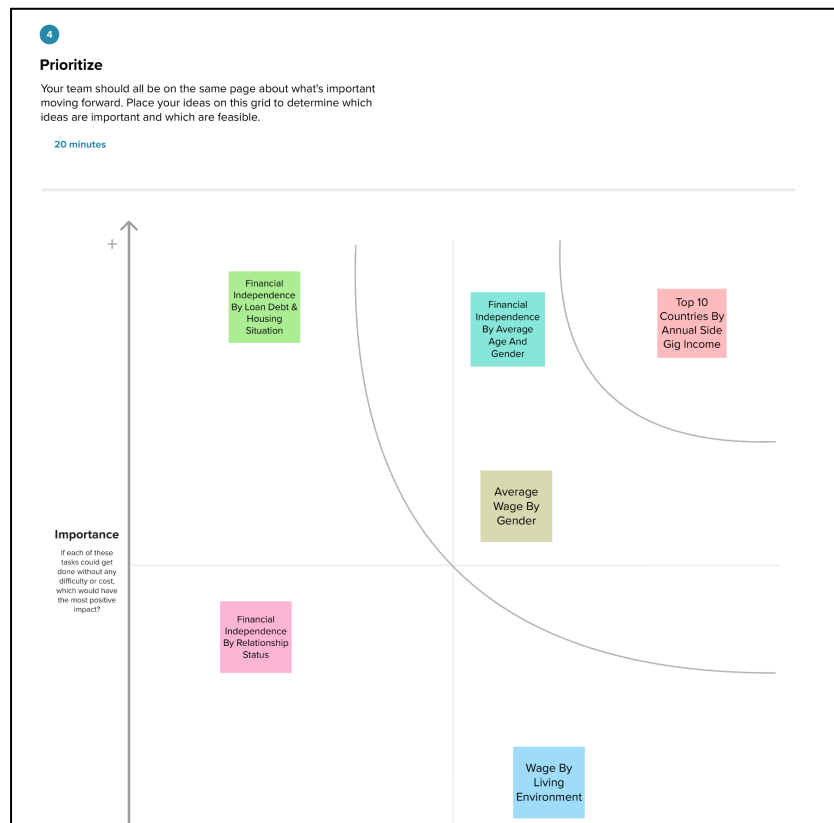 4
Prioritize
Your team should all be on the same page about what's important
moving forward. Place your ideas on this grid to determine which
ideas are important and which are feasible.
20 minutes
+
Financial
Independence
By Loan Debt &
Housing
Situation
Financial
Independence
By Average
Age And
Gender
Top 10
Countries By
Annual Side
Gig Income
Average
Wage By
Gender
Importance
If each of these
tasks could get
done without any
difficulty or cost,
which would have
the most positive
impact?
Financial
Independence
By Relationship
Status
Wage By
Living
Environment